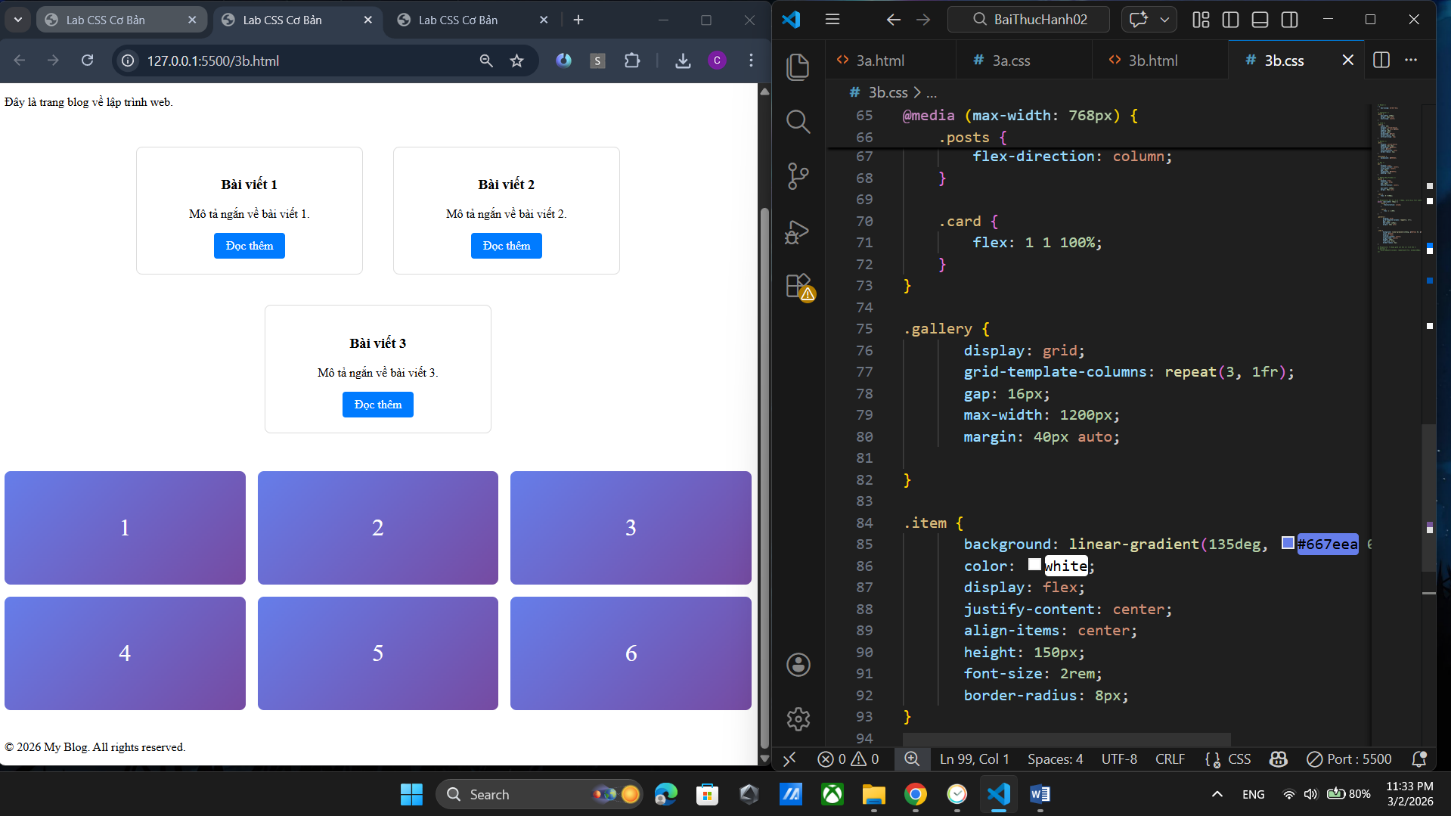 Lab CSS Cơ Bản
Lab CSS Cơ Bản
Lab CSS Cơ Bản
127.0.0.1:5500/3b.html
S
C
Đây là trang blog về lập trình web.
Bài viết 1
Mô tả ngắn về bài viết 1.
Đọc thêm
Bài viết 2
Mô tả ngắn về bài viết 2.
Đọc thêm
Bài viết 3
Mô tả ngắn về bài viết 3.
Đọc thêm
1
2
3
4
5
6
© 2026 My Blog. All rights reserved.
BaiThucHanh02
3a.html
# 3a.css
3b.html
# 3b.css
# 3b.css > ...
65 @media (max-width: 768px) {
66 .posts {
67 flex-direction: column;
68 }
69
70 .card {
71 flex: 1 1 100%;
72 }
73 }
74
75 .gallery {
76 display: grid;
77 grid-template-columns: repeat(3, 1fr);
78 gap: 16px;
79 max-width: 1200px;
80 margin: 40px auto;
81
82 }
83
84 .item {
85 background: linear-gradient(135deg, #667eea
86 color: white;
87 display: flex;
88 justify-content: center;
89 align-items: center;
90 height: 150px;
91 font-size: 2rem;
92 border-radius: 8px;
93 }
94
0 0 Ln 99, Col 1 Spaces: 4 UTF-8 CRLF {} CSS Port : 5500
Search
ENG
80%
11:33 PM
3/2/2026